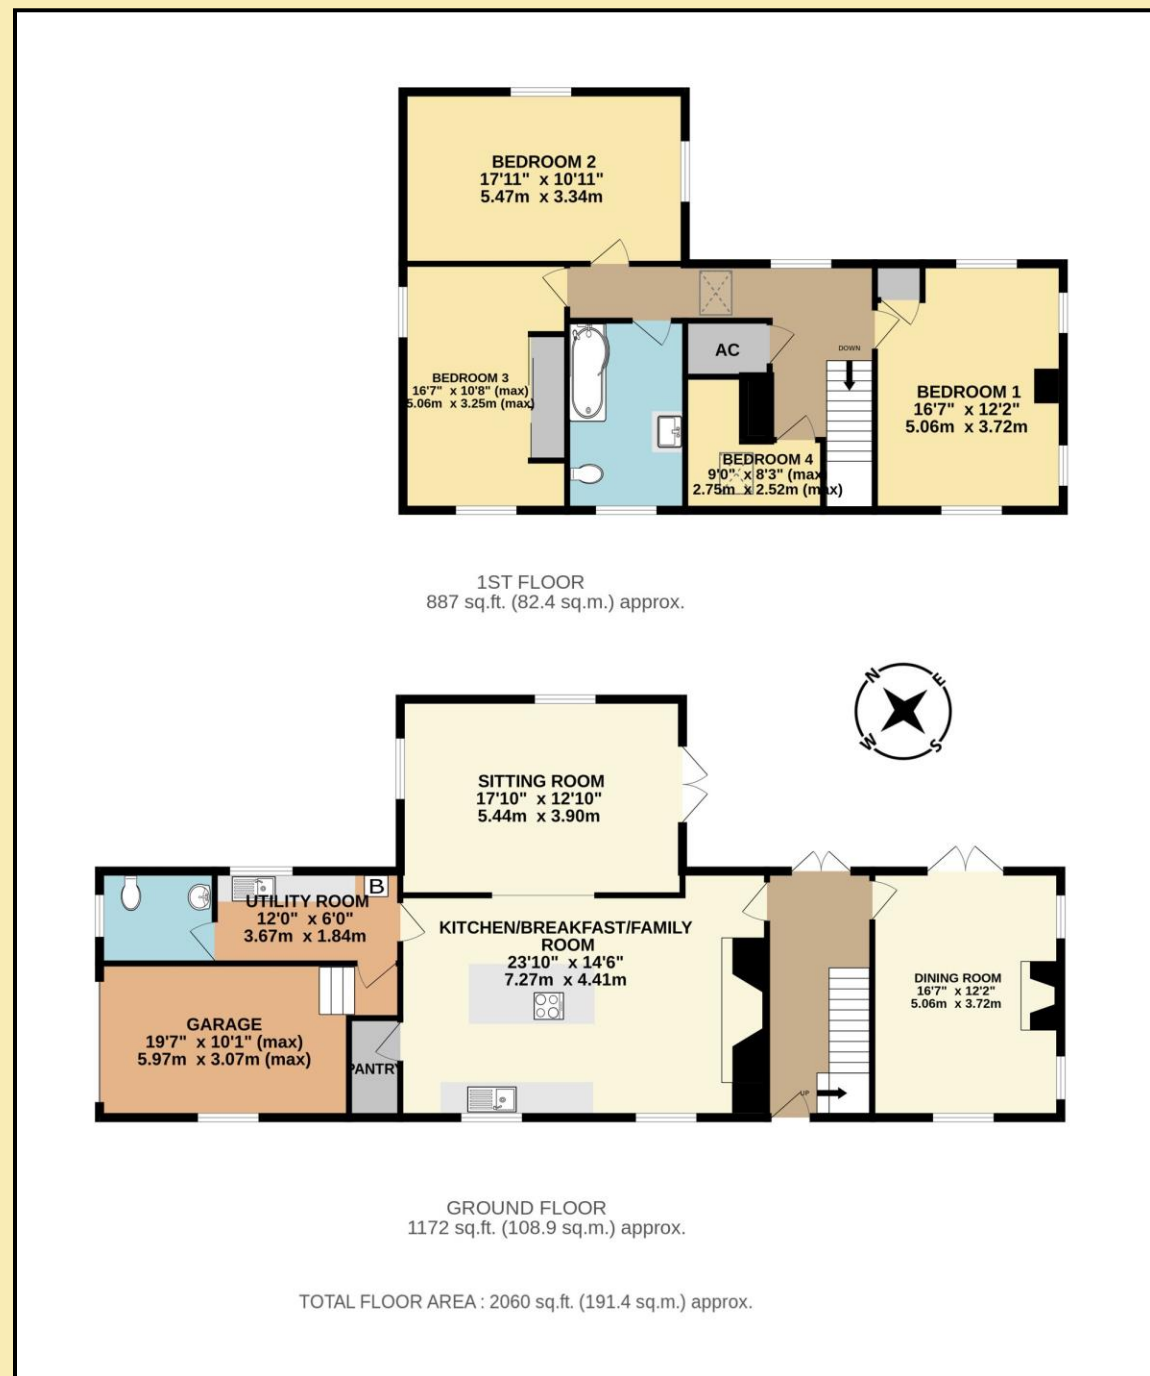 BEDROOM 2
17'11" x 10'11"
5.47m x 3.34m
BEDROOM 3
16'7" x 10'8" (max)
5.06m x 3.25m (max)
AC
DOWN
BEDROOM 1
16'7" x 12'2"
5.06m x 3.72m
BEDROOM 4
9'0" x 8'3" (max)
2.75m x 2.52m (max)
1ST FLOOR
887 sq.ft. (82.4 sq.m.) approx.
N
E
S
W
SITTING ROOM
17'10" x 12'10"
5.44m x 3.90m
B
UTILITY ROOM
12'0" x 6'0"
3.67m x 1.84m
KITCHEN/BREAKFAST/FAMILY
ROOM
23'10" x 14'6"
7.27m x 4.41m
DINING ROOM
16'7" x 12'2"
5.06m x 3.72m
GARAGE
19'7" x 10'1" (max)
5.97m x 3.07m (max)
PANTRY
UP
GROUND FLOOR
1172 sq.ft. (108.9 sq.m.) approx.
TOTAL FLOOR AREA : 2060 sq.ft. (191.4 sq.m.) approx.